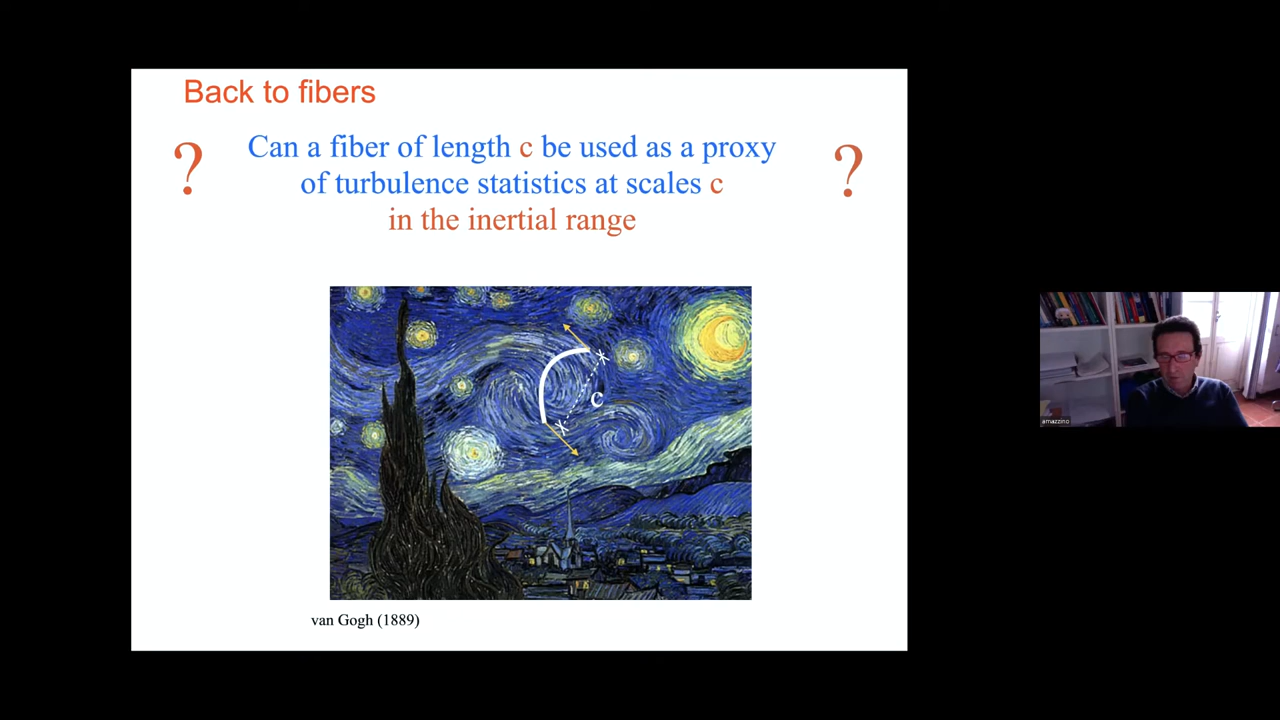 Back to fibers
? Can a fiber of length c be used as a proxy ?
of turbulence statistics at scales c
in the inertial range
c
van Gogh (1889)
amazzino